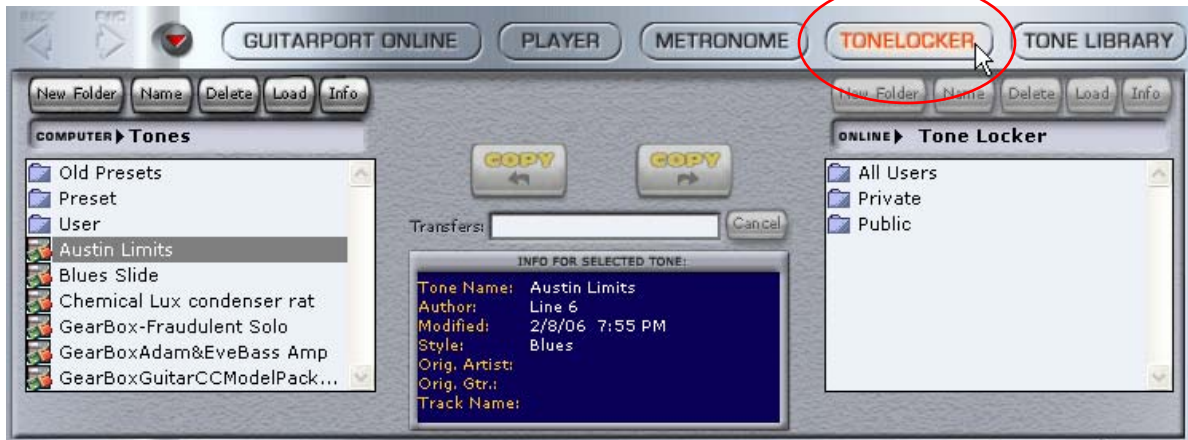 BACK FWD
GUITARPORT ONLINE PLAYER METRONOME TONELOCKER TONE LIBRARY
New Folder Name Delete Load Info
COMPUTER Tones
Old Presets
Preset
User
Austin Limits
Blues Slide
Chemical Lux condenser rat
GearBox-Fraudulent Solo
GearBoxAdam&EveBass Amp
GearBoxGuitarCCModelPack...
COPY COPY
Transfers: Cancel
INFO FOR SELECTED TONE:
Tone Name: Austin Limits
Author: Line 6
Modified: 2/8/06 7:55 PM
Style: Blues
Orig. Artist:
Orig. Gtr.:
Track Name:
New Folder Name Delete Load Info
ONLINE Tone Locker
All Users
Private
Public